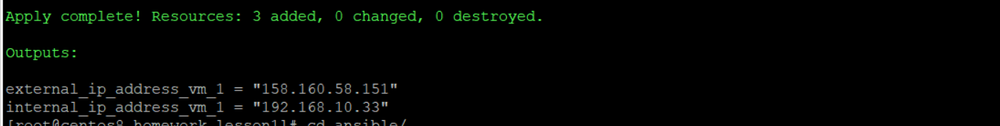 Apply complete! Resources: 3 added, 0 changed, 0 destroyed.
Outputs:
external_ip_address_vm_1 = "158.160.58.151"
internal_ip_address_vm_1 = "192.168.10.33"
[root@centos8 homework_lesson1]# cd ansible/